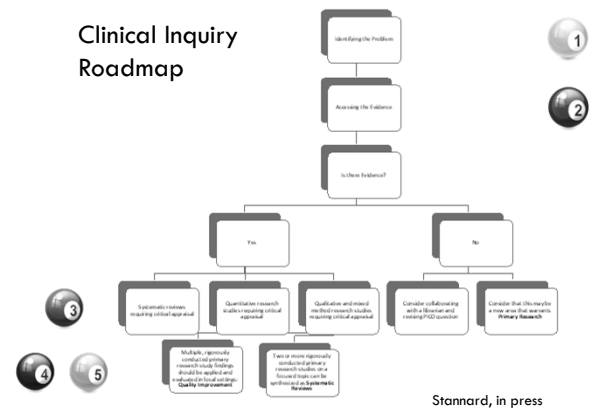 Clinical Inquiry
Roadmap
Identifying the Problem
1
Accessing the Evidence
2
Is there Evidence?
Yes
No
Systematic reviews
requiring critical appraisal
Quantitative research
studies requiring critical
appraisal
Qualitative and mixed
method research studies
requiring critical appraisal
Consider collaborating
with a librarian and
revising PICO question
Consider that this may be
a new area that warrants
Primary Research
3
Multiple, rigorously
conducted primary
research study findings
should be applied and
evaluated in local settings:
Quality Improvement
Two or more rigorously
conducted primary
research studies on a
focused topic can be
synthesized as Systematic
Reviews
4
5
Stannard, in press